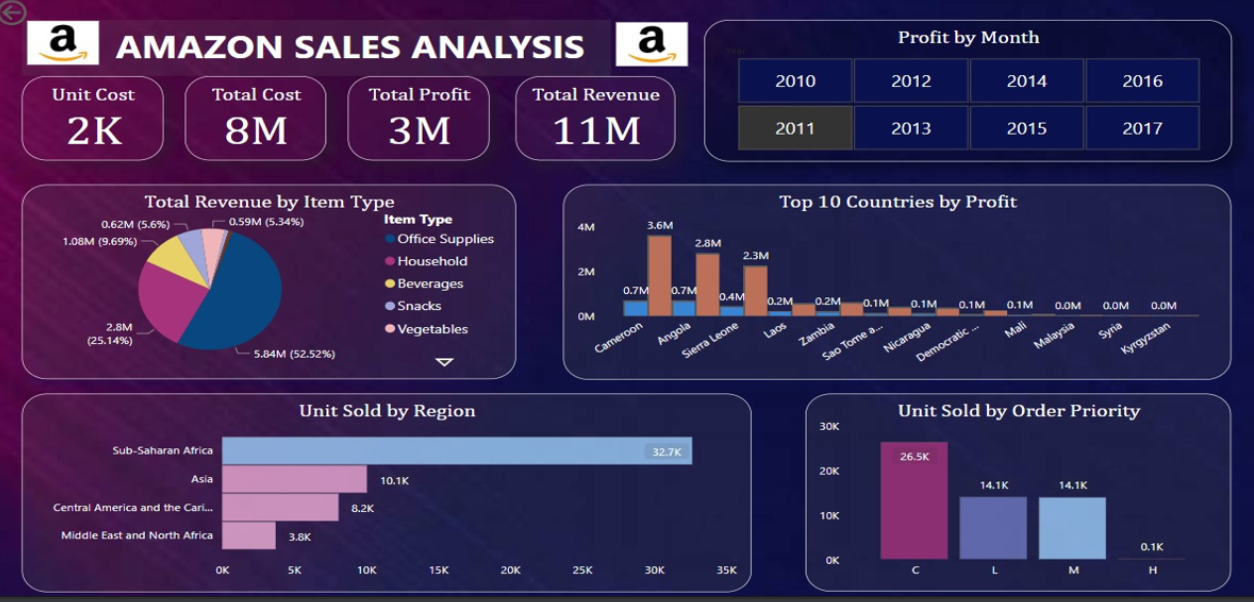 a AMAZON SALES ANALYSIS a
Unit Cost
2K
Total Cost
8M
Total Profit
3M
Total Revenue
11M
Profit by Month
Year
2010 2012 2014 2016
2011 2013 2015 2017
Total Revenue by Item Type
0.62M (5.6%)
0.59M (5.34%)
1.08M (9.69%)
2.8M
(25.14%)
5.84M (52.52%)
Item Type
Office Supplies
Household
Beverages
Snacks
Vegetables
Top 10 Countries by Profit
4M
2M
0M
0.7M 3.6M 0.7M 2.8M 0.4M 2.3M 0.2M 0.2M 0.1M 0.1M 0.1M 0.1M 0.0M 0.0M 0.0M
Cameroon Angola Sierra Leone Laos Zambia Sao Tome a... Nicaragua Democratic ... Mali Malaysia Syria Kyrgyzstan
Unit Sold by Region
Sub-Saharan Africa 32.7K
Asia 10.1K
Central America and the Cari... 8.2K
Middle East and North Africa 3.8K
0K 5K 10K 15K 20K 25K 30K 35K
Unit Sold by Order Priority
30K
20K
10K
0K
26.5K 14.1K 14.1K 0.1K
C L M H